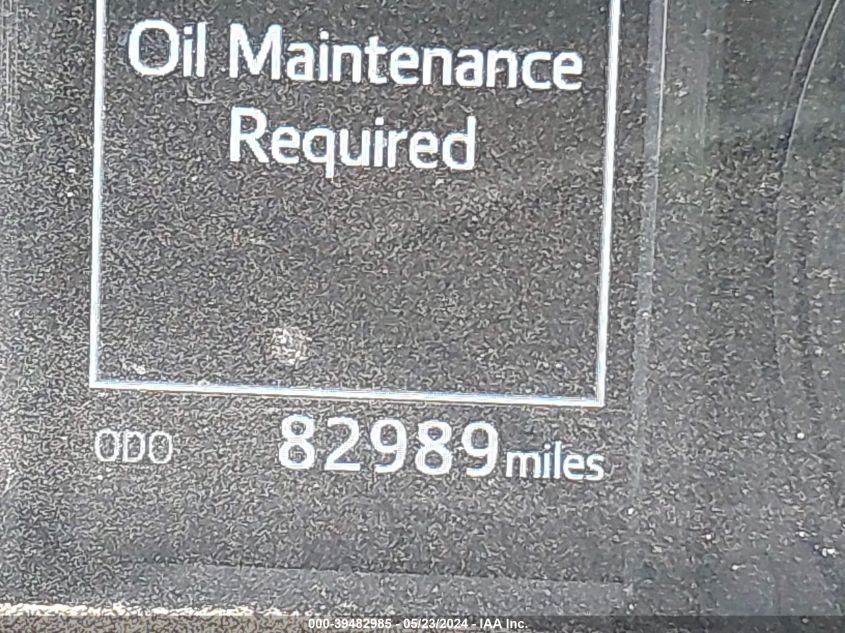 Oil Maintenance
Required
ODO 82989 miles
000-39482985 - 05/23/2024 - IAA Inc.